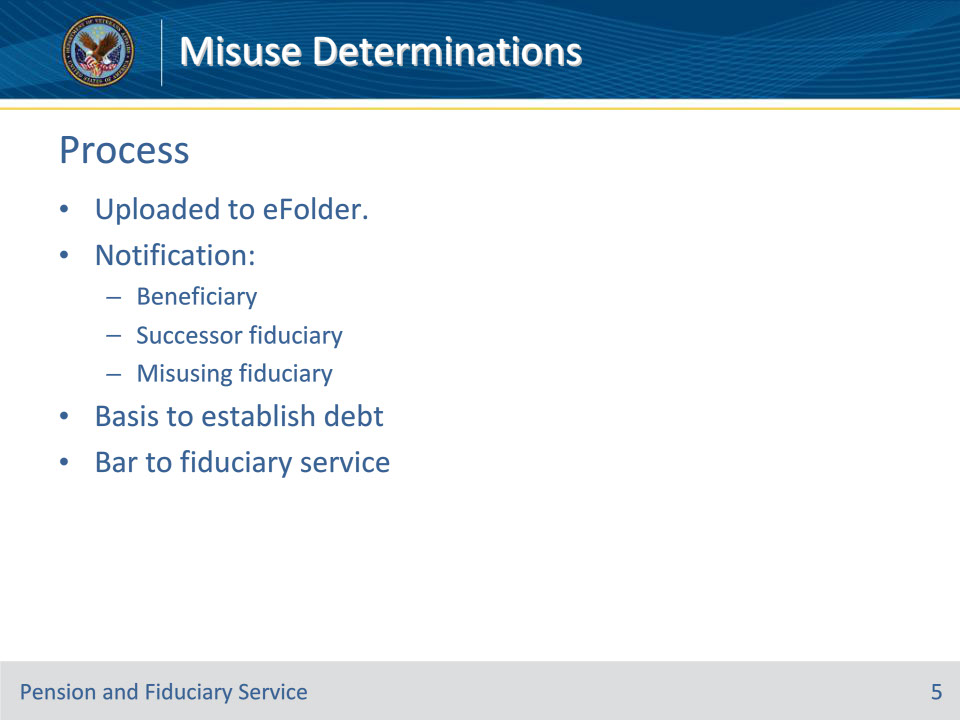 DEPARTMENT OF VETERANS AFFAIRS
UNITED STATES OF AMERICA
Misuse Determinations
Process
• Uploaded to eFolder.
• Notification:
– Beneficiary
– Successor fiduciary
– Misusing fiduciary
• Basis to establish debt
• Bar to fiduciary service
Pension and Fiduciary Service
5